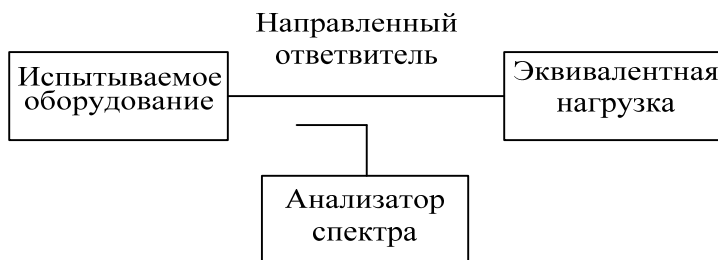 Направленный
ответвитель
Испытываемое
оборудование
Эквивалентная
нагрузка
Анализатор
спектра